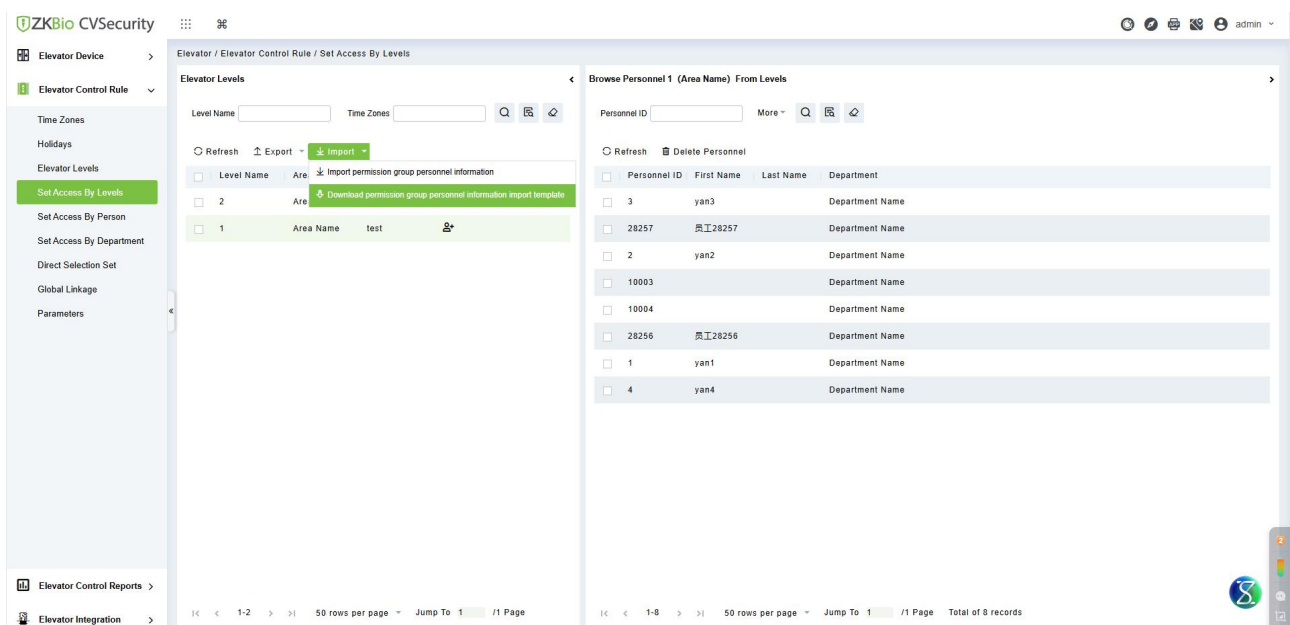 ZKBio CVSecurity
admin
Elevator Device
Elevator Control Rule
Time Zones
Holidays
Elevator Levels
Set Access By Levels
Set Access By Person
Set Access By Department
Direct Selection Set
Global Linkage
Parameters
Elevator Control Reports
Elevator Integration
Elevator / Elevator Control Rule / Set Access By Levels
Elevator Levels
Level Name Time Zones
Refresh Export Import
Import permission group personnel information
Download permission group personnel information import template
Level Name Are
2 Are
1 Area Name test
1-2 50 rows per page Jump To 1 /1 Page
Browse Personnel 1 (Area Name) From Levels
Personnel ID More
Refresh Delete Personnel
Personnel ID First Name Last Name Department
3 yan3 Department Name
28257 员工28257 Department Name
2 yan2 Department Name
10003 Department Name
10004 Department Name
28256 员工28256 Department Name
1 yan1 Department Name
4 yan4 Department Name
1-8 50 rows per page Jump To 1 /1 Page Total of 8 records